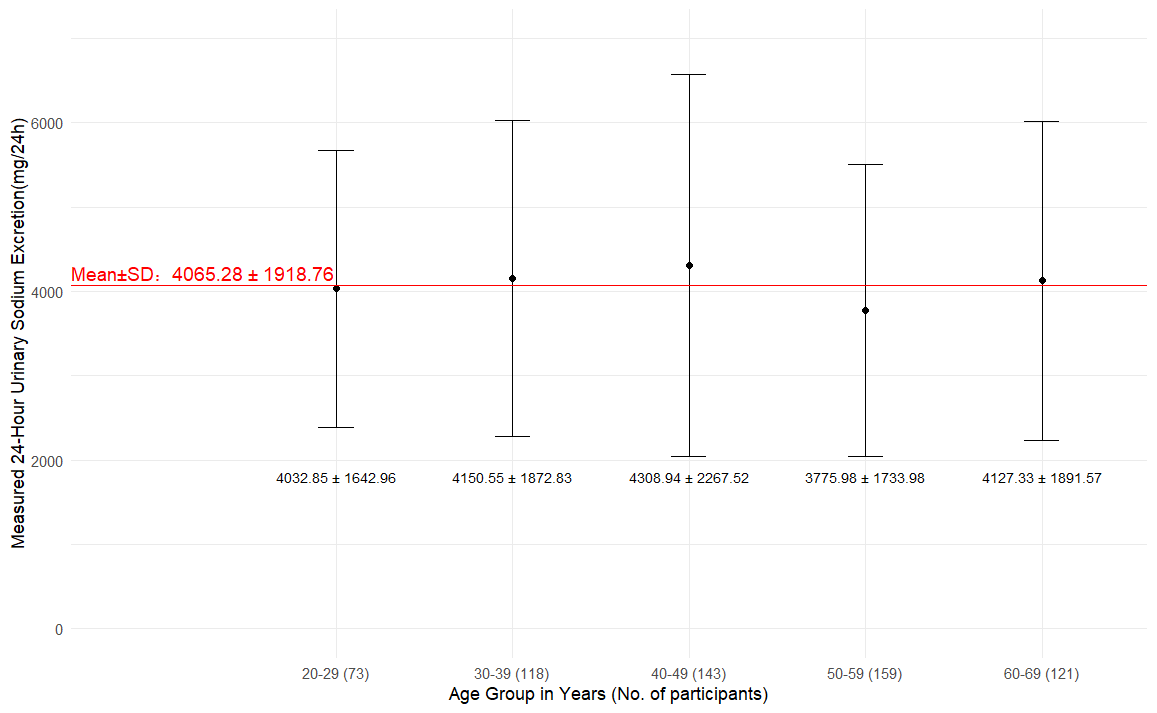 Measured 24-Hour Urinary Sodium Excretion(mg/24h)
6000
4000
2000
0
Mean±SD：4065.28 ± 1918.76
4032.85 ± 1642.96
4150.55 ± 1872.83
4308.94 ± 2267.52
3775.98 ± 1733.98
4127.33 ± 1891.57
20-29 (73)
30-39 (118)
40-49 (143)
50-59 (159)
60-69 (121)
Age Group in Years (No. of participants)